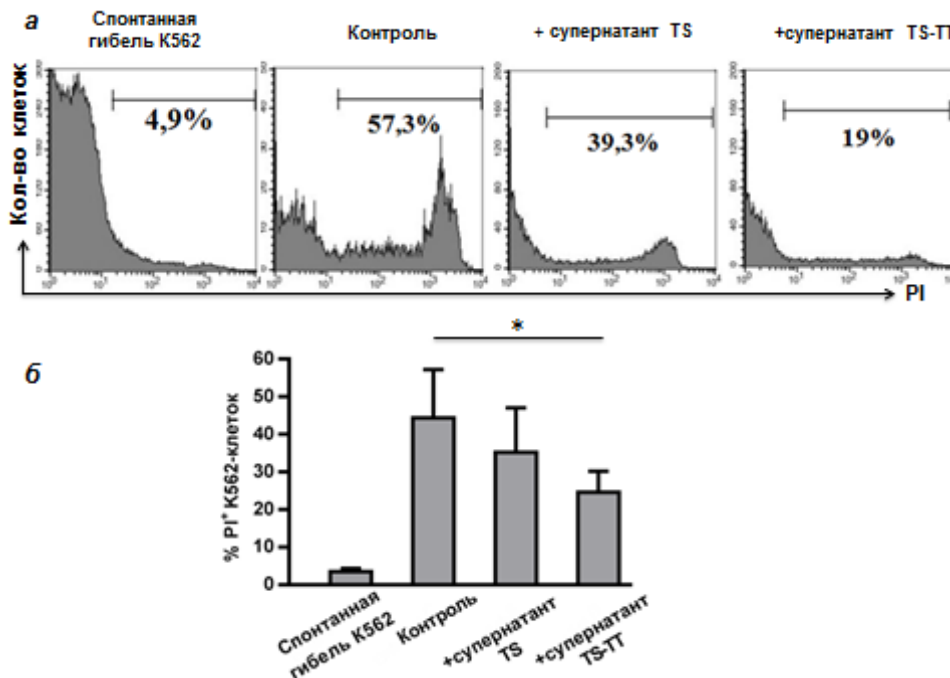 а
Спонтанная
гибель К562
Контроль
+ супернатант TS
+супернатант TS-TT
Кол-во клеток
4,9%
57,3%
39,3%
19%
PI
б
*
% PI⁺ К562-клеток
60
50
40
30
20
10
0
Спонтанная
гибель К562
Контроль
+супернатант
TS
+супернатант
TS-TT